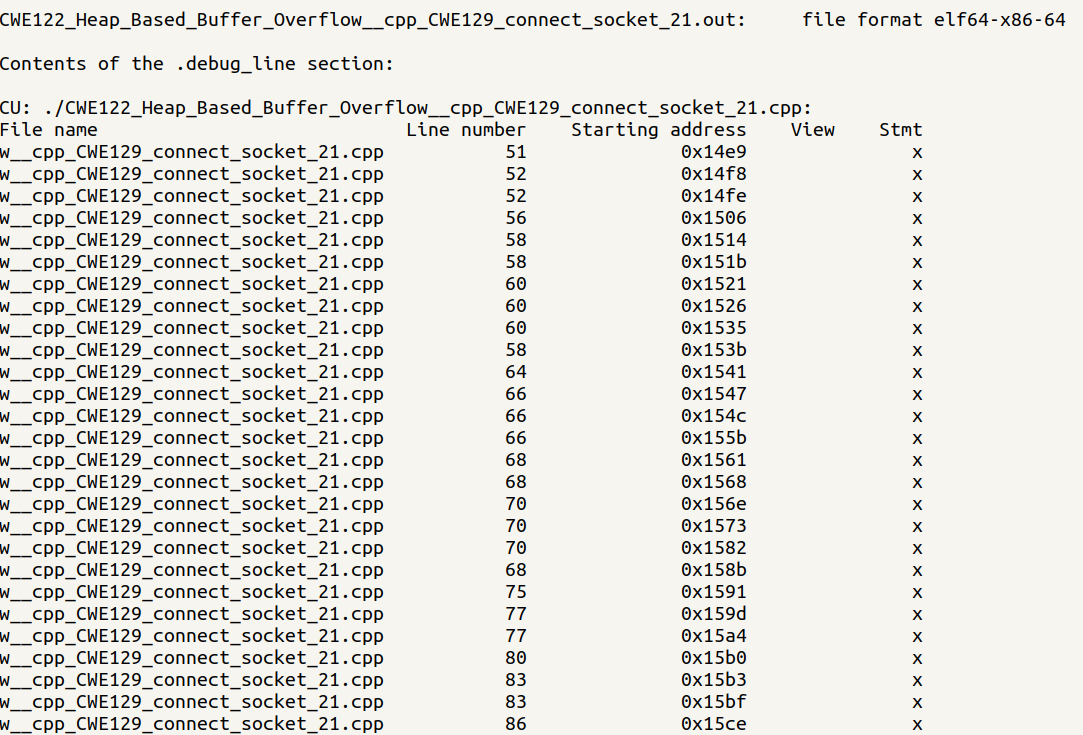 CWE122_Heap_Based_Buffer_Overflow__cpp_CWE129_connect_socket_21.out:     file format elf64-x86-64
Contents of the .debug_line section:
CU: ./CWE122_Heap_Based_Buffer_Overflow__cpp_CWE129_connect_socket_21.cpp:
File name                            Line number    Starting address    View    Stmt
w__cpp_CWE129_connect_socket_21.cpp           51              0x14e9               x
w__cpp_CWE129_connect_socket_21.cpp           52              0x14f8               x
w__cpp_CWE129_connect_socket_21.cpp           52              0x14fe               x
w__cpp_CWE129_connect_socket_21.cpp           56              0x1506               x
w__cpp_CWE129_connect_socket_21.cpp           58              0x1514               x
w__cpp_CWE129_connect_socket_21.cpp           58              0x151b               x
w__cpp_CWE129_connect_socket_21.cpp           60              0x1521               x
w__cpp_CWE129_connect_socket_21.cpp           60              0x1526               x
w__cpp_CWE129_connect_socket_21.cpp           60              0x1535               x
w__cpp_CWE129_connect_socket_21.cpp           58              0x153b               x
w__cpp_CWE129_connect_socket_21.cpp           64              0x1541               x
w__cpp_CWE129_connect_socket_21.cpp           66              0x1547               x
w__cpp_CWE129_connect_socket_21.cpp           66              0x154c               x
w__cpp_CWE129_connect_socket_21.cpp           66              0x155b               x
w__cpp_CWE129_connect_socket_21.cpp           68              0x1561               x
w__cpp_CWE129_connect_socket_21.cpp           68              0x1568               x
w__cpp_CWE129_connect_socket_21.cpp           70              0x156e               x
w__cpp_CWE129_connect_socket_21.cpp           70              0x1573               x
w__cpp_CWE129_connect_socket_21.cpp           70              0x1582               x
w__cpp_CWE129_connect_socket_21.cpp           68              0x158b               x
w__cpp_CWE129_connect_socket_21.cpp           75              0x1591               x
w__cpp_CWE129_connect_socket_21.cpp           77              0x159d               x
w__cpp_CWE129_connect_socket_21.cpp           77              0x15a4               x
w__cpp_CWE129_connect_socket_21.cpp           80              0x15b0               x
w__cpp_CWE129_connect_socket_21.cpp           83              0x15b3               x
w__cpp_CWE129_connect_socket_21.cpp           83              0x15bf               x
w__cpp_CWE129_connect_socket_21.cpp           86              0x15ce               x